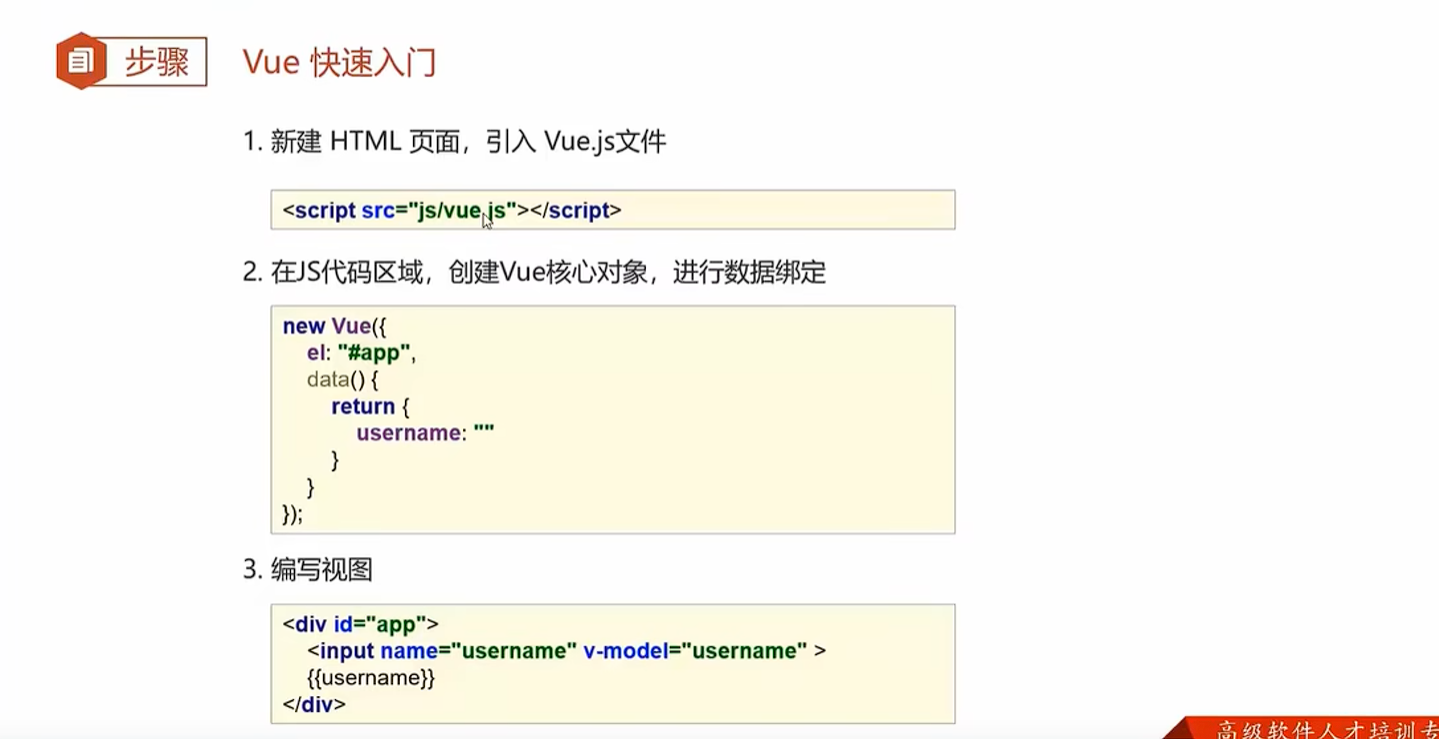 步骤 Vue 快速入门
1. 新建 HTML 页面，引入 Vue.js文件
<script src="js/vue.js"></script>
2. 在JS代码区域，创建Vue核心对象，进行数据绑定
new Vue({
el: "#app",
data() {
return {
username: ""
}
}
});
3. 编写视图
<div id="app">
<input name="username" v-model="username" >
{{username}}
</div>
高级软件人才培训专